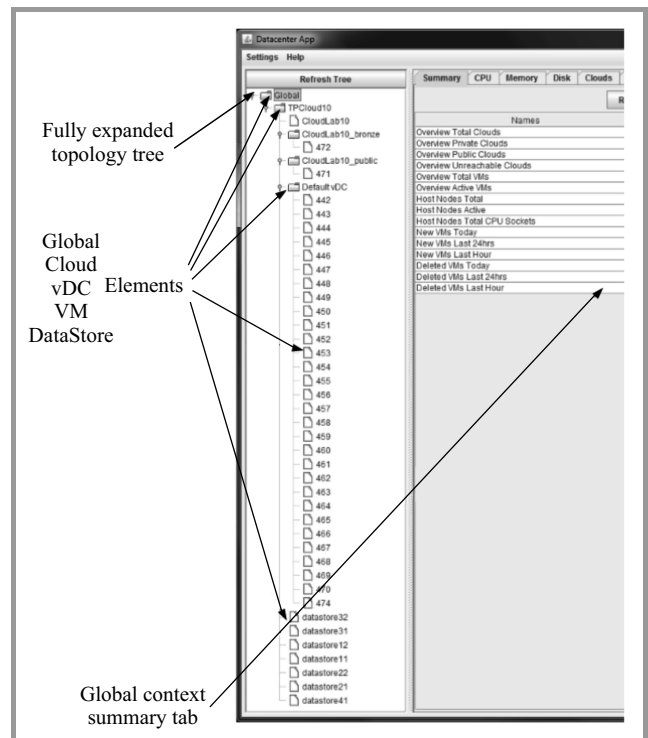 Datacenter App
Settings Help
Refresh Tree
Summary CPU Memory Disk Clouds
Names
Global
TPCloud10
CloudLab10
CloudLab10_bronze
472
CloudLab10_public
471
DefaultvDC
442
443
444
445
446
447
448
449
450
451
452
453
454
455
456
457
458
459
460
461
462
463
464
465
466
467
468
469
470
474
datastore32
datastore31
datastore12
datastore11
datastore22
datastore21
datastore41
Overview Total Clouds
Overview Private Clouds
Overview Public Clouds
Overview Unreachable Clouds
Overview Total VMs
Overview Active VMs
Host Nodes Total
Host Nodes Active
Host Nodes Total CPU Sockets
New VMs Today
New VMs Last 24hrs
New VMs Last Hour
Deleted VMs Today
Deleted VMs Last 24hrs
Deleted VMs Last Hour
Fully expanded
topology tree
Global
Cloud
vDC
VM
DataStore
Elements
Global context
summary tab